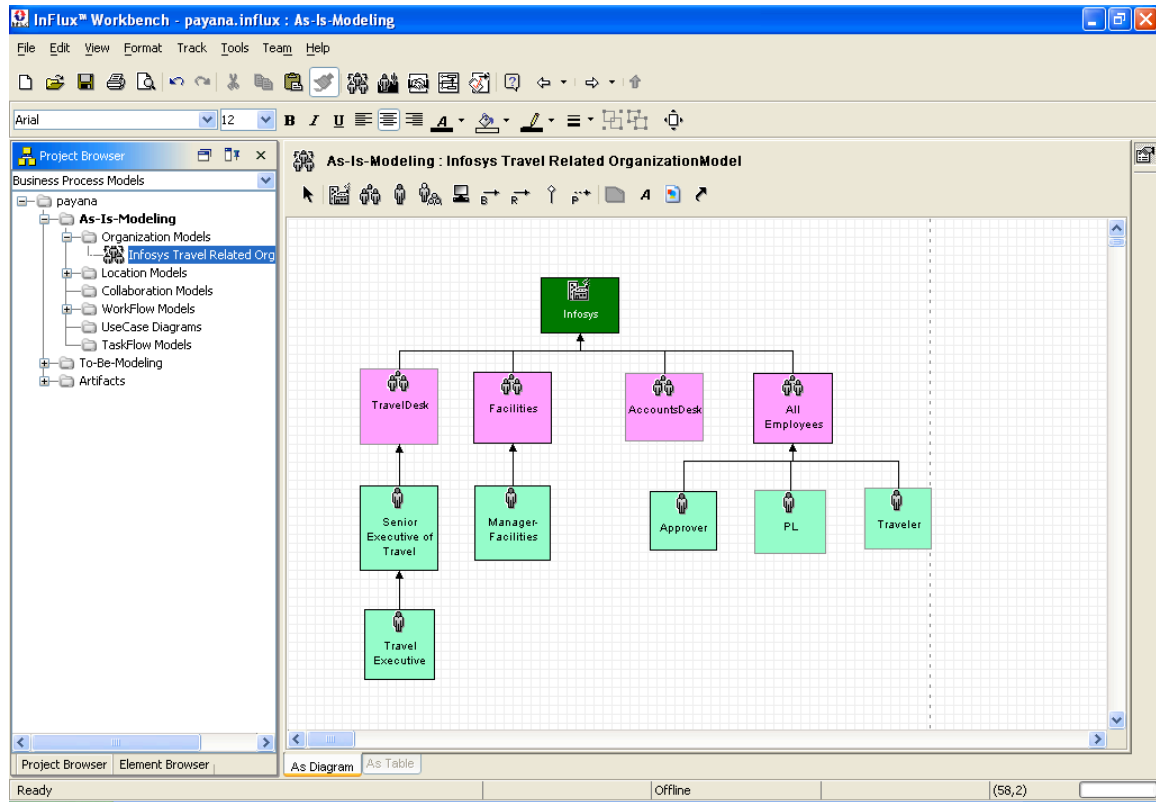 InFlux™ Workbench - payana.influx : As-Is-Modeling
File Edit View Format Track Tools Team Help
Arial 12 B I U A
Project Browser
As-Is-Modeling : Infosys Travel Related OrganizationModel
Business Process Models
B R P A
payana
As-Is-Modeling
Organization Models
Infosys Travel Related Org
Location Models
Collaboration Models
WorkFlow Models
UseCase Diagrams
TaskFlow Models
To-Be-Modeling
Artifacts
Infosys
TravelDesk
Facilities
AccountsDesk
All
Employees
Senior
Executive of
Travel
Manager-
Facilities
Approver
PL
Traveler
Travel
Executive
Project Browser Element Browser
As Diagram As Table
Ready Offline (58,2)